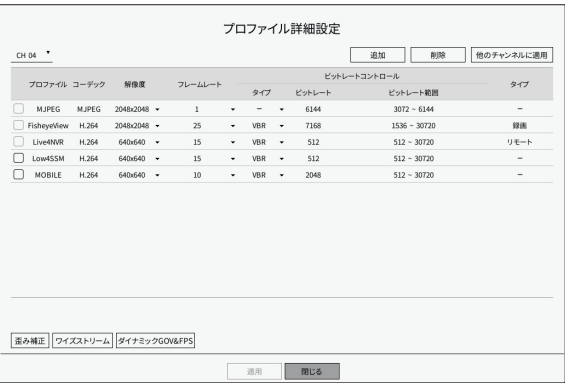 プロファイル詳細設定
CH 04 追加 削除 他のチャンネルに適用
ビットレートコントロール
プロファイル コーデック 解像度 フレームレート タイプ
タイプ ビットレート ビットレート範囲
MJPEG MJPEG 2048x2048 1 – 6144 3072 ~ 6144 –
FisheyeView H.264 2048x2048 25 VBR 7168 1536 ~ 30720 録画
Live4NVR H.264 640x640 15 VBR 512 512 ~ 30720 リモート
Low4SSM H.264 640x640 15 VBR 512 512 ~ 30720 –
MOBILE H.264 640x640 10 VBR 2048 512 ~ 30720 –
歪み補正 ワイズストリーム ダイナミックGOV&FPS
適用 閉じる